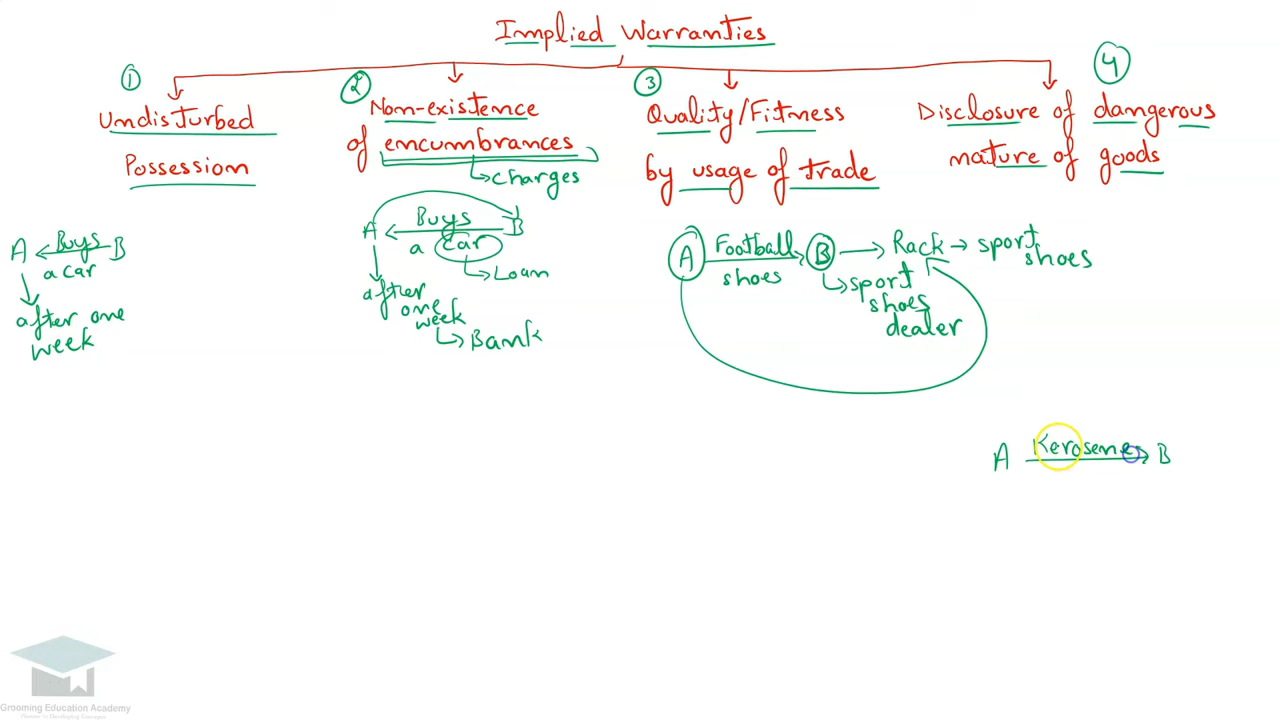 Implied Warranties
①
Undisturbed
Possession
②
Non-existence
of encumbrances
charges
③
Quality/Fitness
by usage of trade
④
Disclosure of dangerous
nature of goods
A Buys B
a car
after one
week
A Buys B
a car
Loan
after
one
week
Bank
A Football B Rack sport
shoes shoes
sport
shoes
dealer
A Kerosene B
Grooming Education Academy